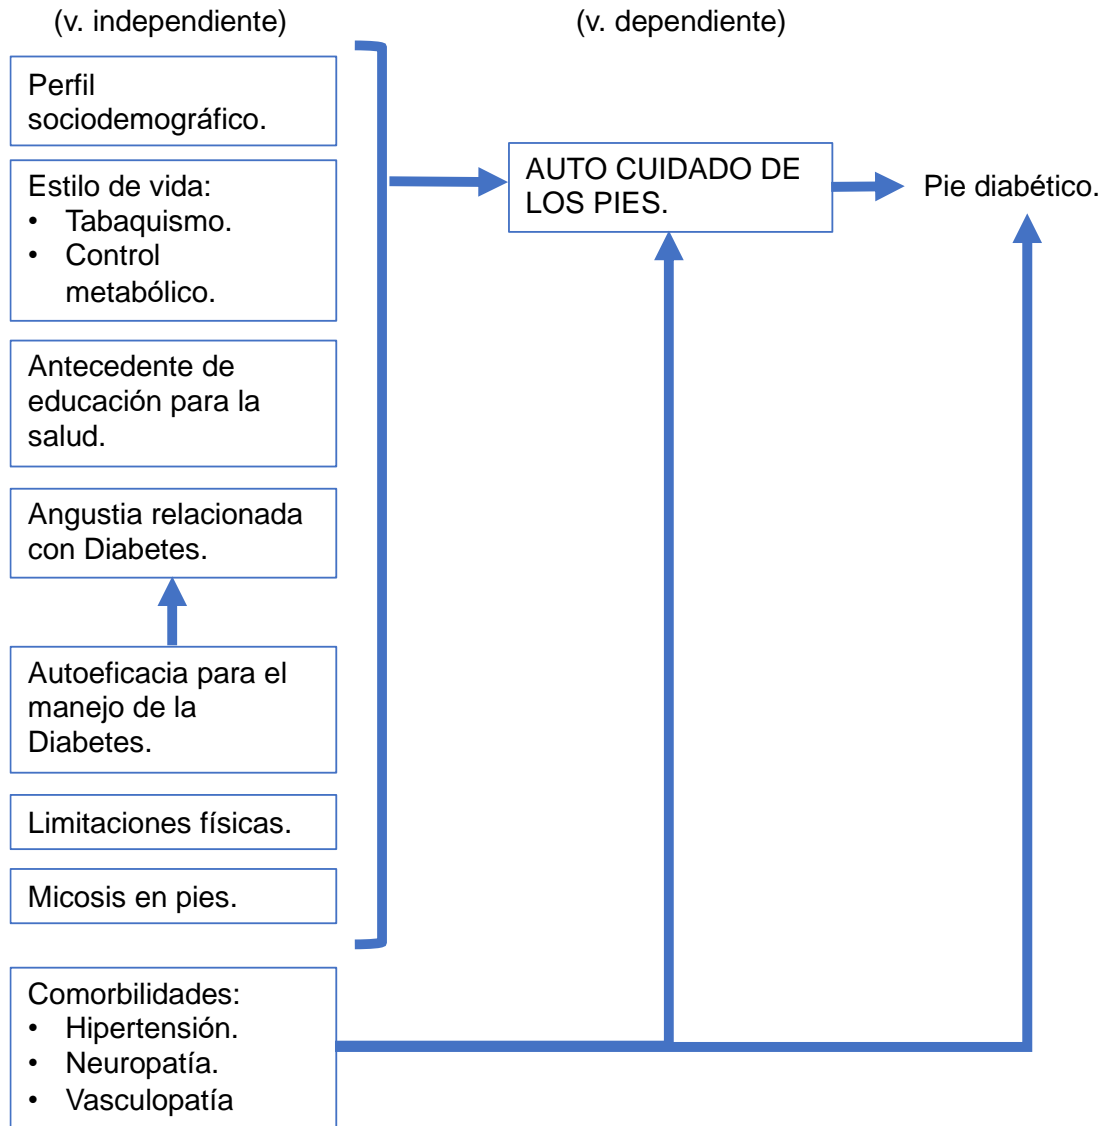 (v. independiente)
(v. dependiente)
Perfil
sociodemográfico.
Estilo de vida:
• Tabaquismo.
• Control
metabólico.
Antecedente de
educación para la
salud.
Angustia relacionada
con Diabetes.
Autoeficacia para el
manejo de la
Diabetes.
Limitaciones físicas.
Micosis en pies.
Comorbilidades:
• Hipertensión.
• Neuropatía.
• Vasculopatía
AUTO CUIDADO DE
LOS PIES.
Pie diabético.